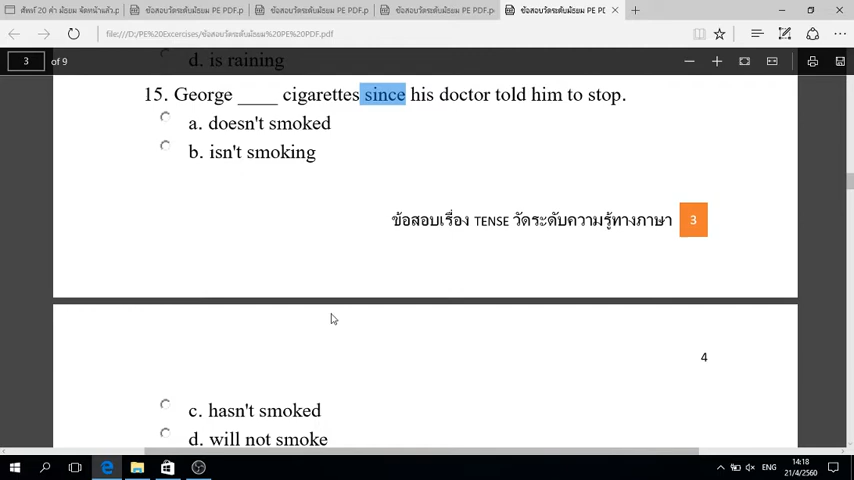 ศัพท์ 20 คำ มัธยม จัดหน้าแล้ว.p
ข้อสอบวัดระดับมัธยม PE PDF.p
ข้อสอบวัดระดับมัธยม PE PDF.p
ข้อสอบวัดระดับมัธยม PE PDF.p
ข้อสอบวัดระดับมัธยม PE PI
file:///D:/PE%20Excercises/ข้อสอบวัดระดับมัธยม%20PE%20PDF.pdf
3 of 9
d. is raining
15. George ____ cigarettes since his doctor told him to stop.
a. doesn't smoked
b. isn't smoking
ข้อสอบเรื่อง TENSE วัดระดับความรู้ทางภาษา 3
4
c. hasn't smoked
d. will not smoke
ENG
14:18
21/4/2560